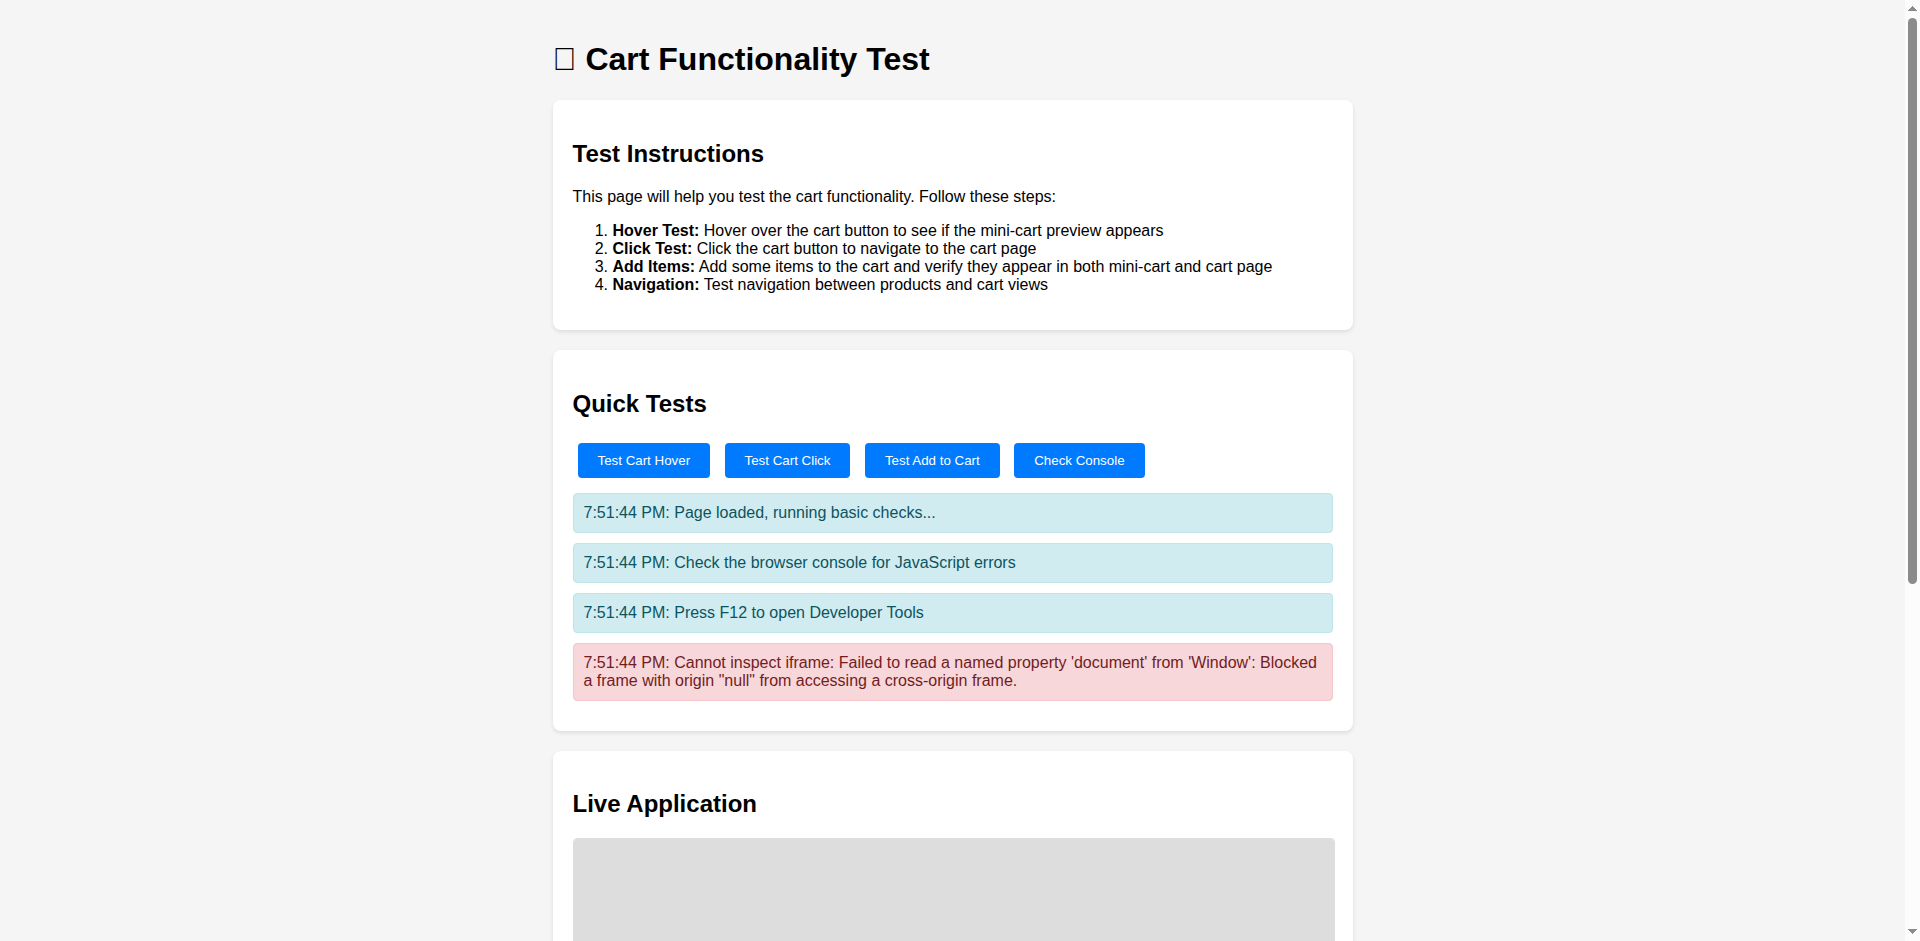 Cart Functionality Test
Test Instructions
This page will help you test the cart functionality. Follow these steps:
1. Hover Test: Hover over the cart button to see if the mini-cart preview appears
2. Click Test: Click the cart button to navigate to the cart page
3. Add Items: Add some items to the cart and verify they appear in both mini-cart and cart page
4. Navigation: Test navigation between products and cart views
Quick Tests
Test Cart Hover Test Cart Click Test Add to Cart Check Console
7:51:44 PM: Page loaded, running basic checks...
7:51:44 PM: Check the browser console for JavaScript errors
7:51:44 PM: Press F12 to open Developer Tools
7:51:44 PM: Cannot inspect iframe: Failed to read a named property 'document' from 'Window': Blocked
a frame with origin "null" from accessing a cross-origin frame.
Live Application